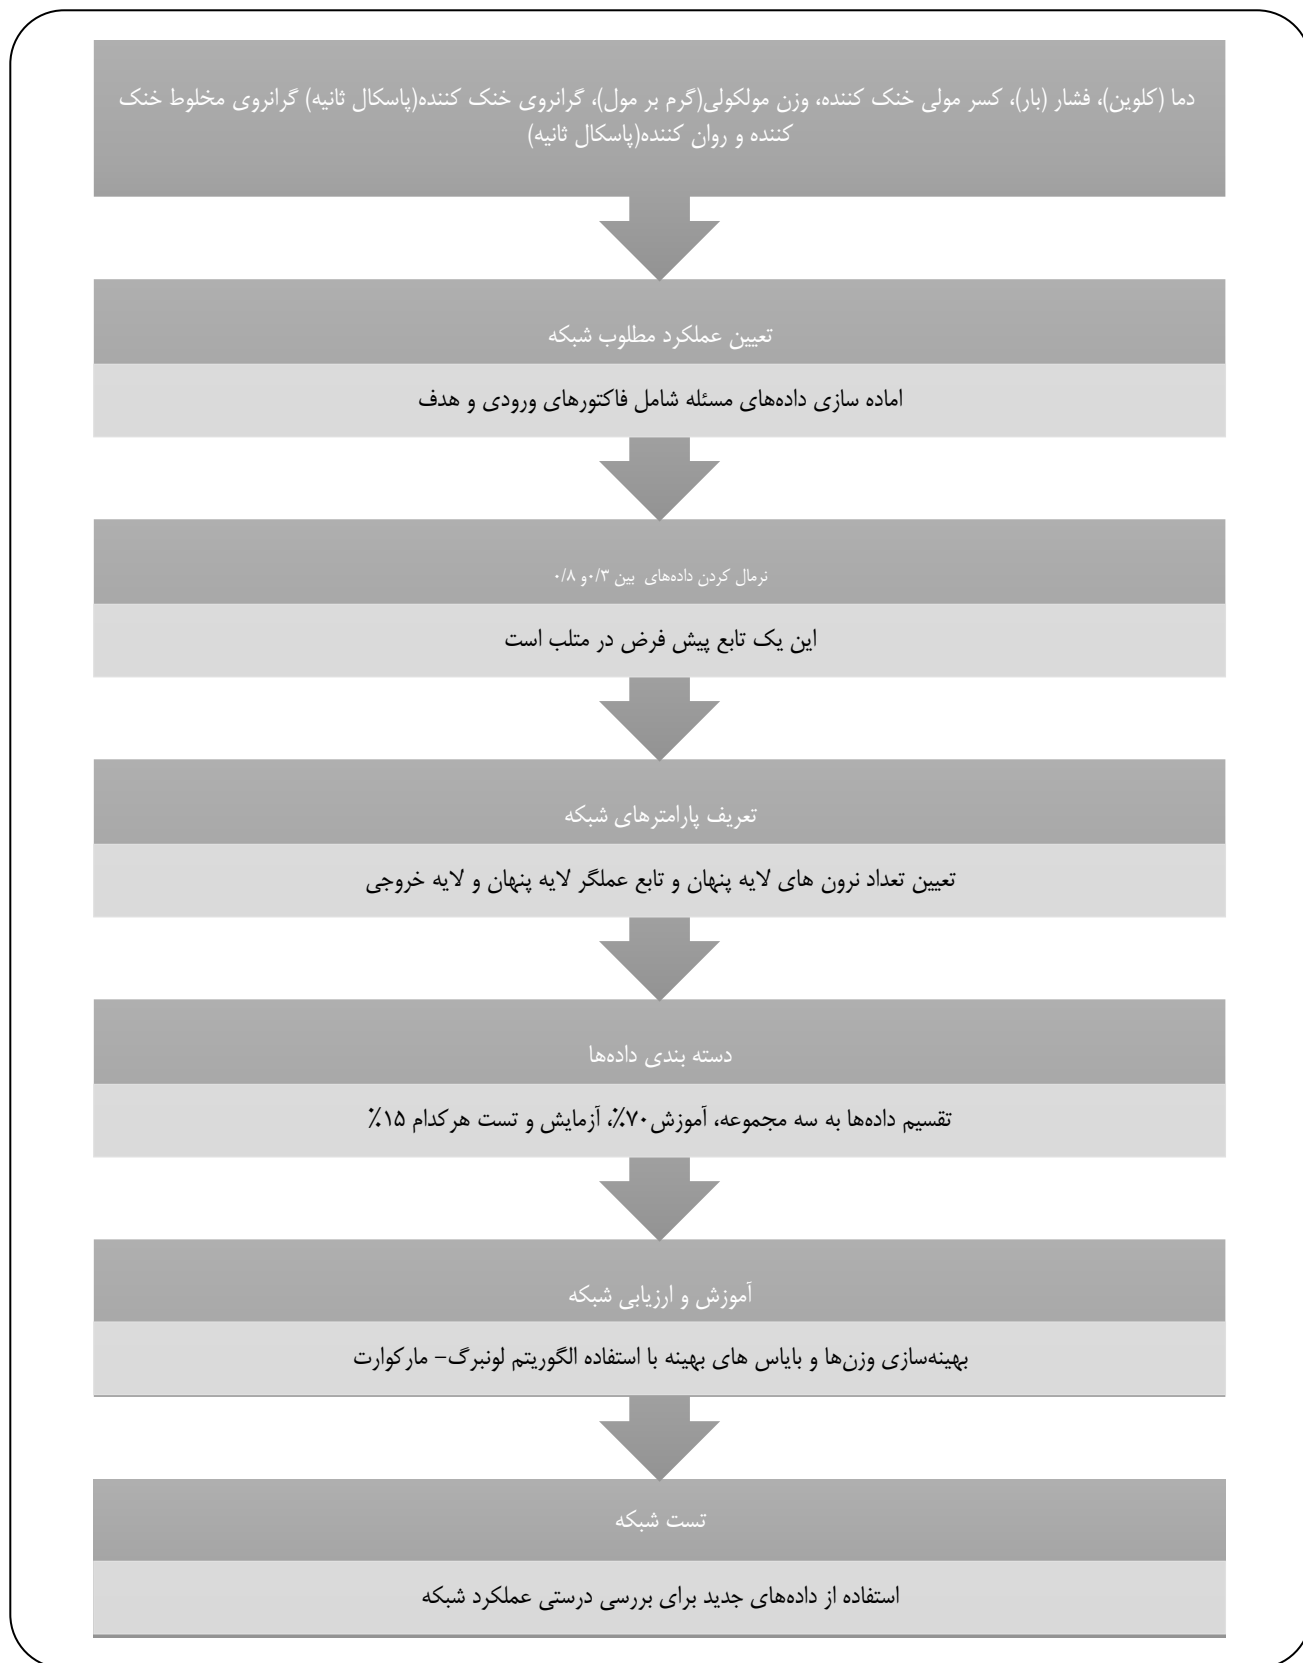 دما (کلوین)، فشار (بار)، کسر مولی خنک کننده، وزن مولکولی(گرم بر مول)، گرانروی خنک کننده(پاسکال ثانیه) گرانروی مخلوط خنک
کننده و روان کننده(پاسکال ثانیه)
تعیین عملکرد مطلوب شبکه
اماده سازی داده‌های مسئله شامل فاکتورهای ورودی و هدف
نرمال کردن داده‌های بین ۰/۳و ۰/۸
این یک تابع پیش فرض در متلب است
تعریف پارامترهای شبکه
تعیین تعداد نرون های لایه پنهان و تابع عملگر لایه پنهان و لایه خروجی
دسته بندی داده‌ها
تقسیم داده‌ها به سه مجموعه، آموزش۷۰٪، آزمایش و تست هرکدام ۱۵٪
آموزش و ارزیابی شبکه
بهینه‌سازی وزن‌ها و بایاس های بهینه با استفاده الگوریتم لونبرگ- مارکوارت
تست شبکه
استفاده از داده‌های جدید برای بررسی درستی عملکرد شبکه